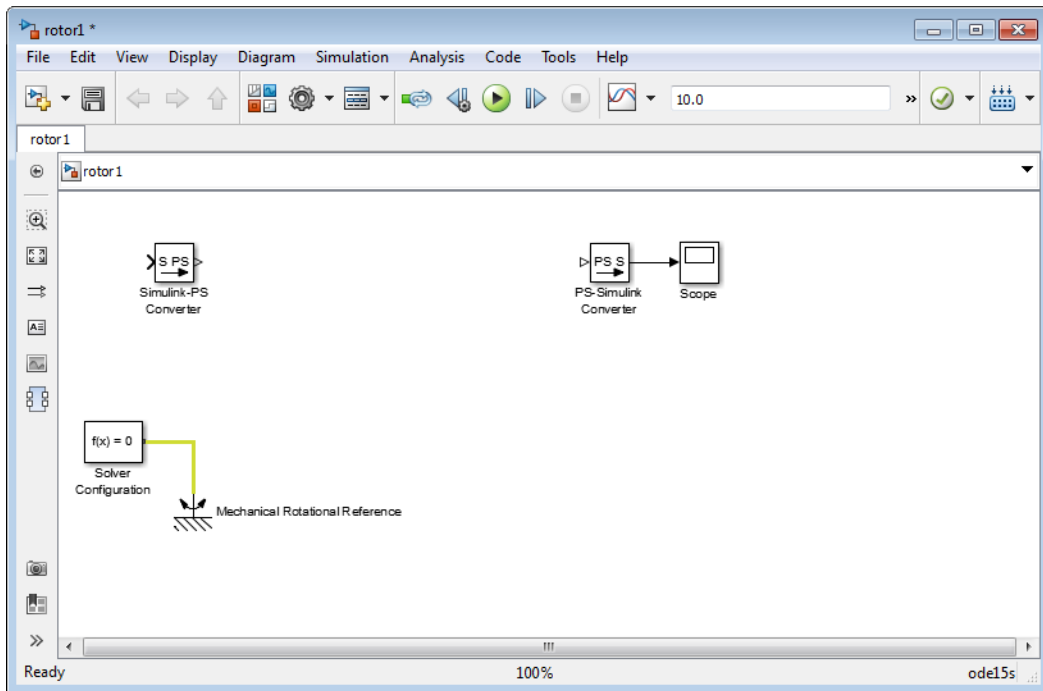 rotor1 *
File Edit View Display Diagram Simulation Analysis Code Tools Help
10.0
»
rotor1
rotor1
S PS
Simulink-PS
Converter
PS S
PS-Simulink
Converter
Scope
f(x) = 0
Solver
Configuration
Mechanical Rotational Reference
Ready 100% ode15s